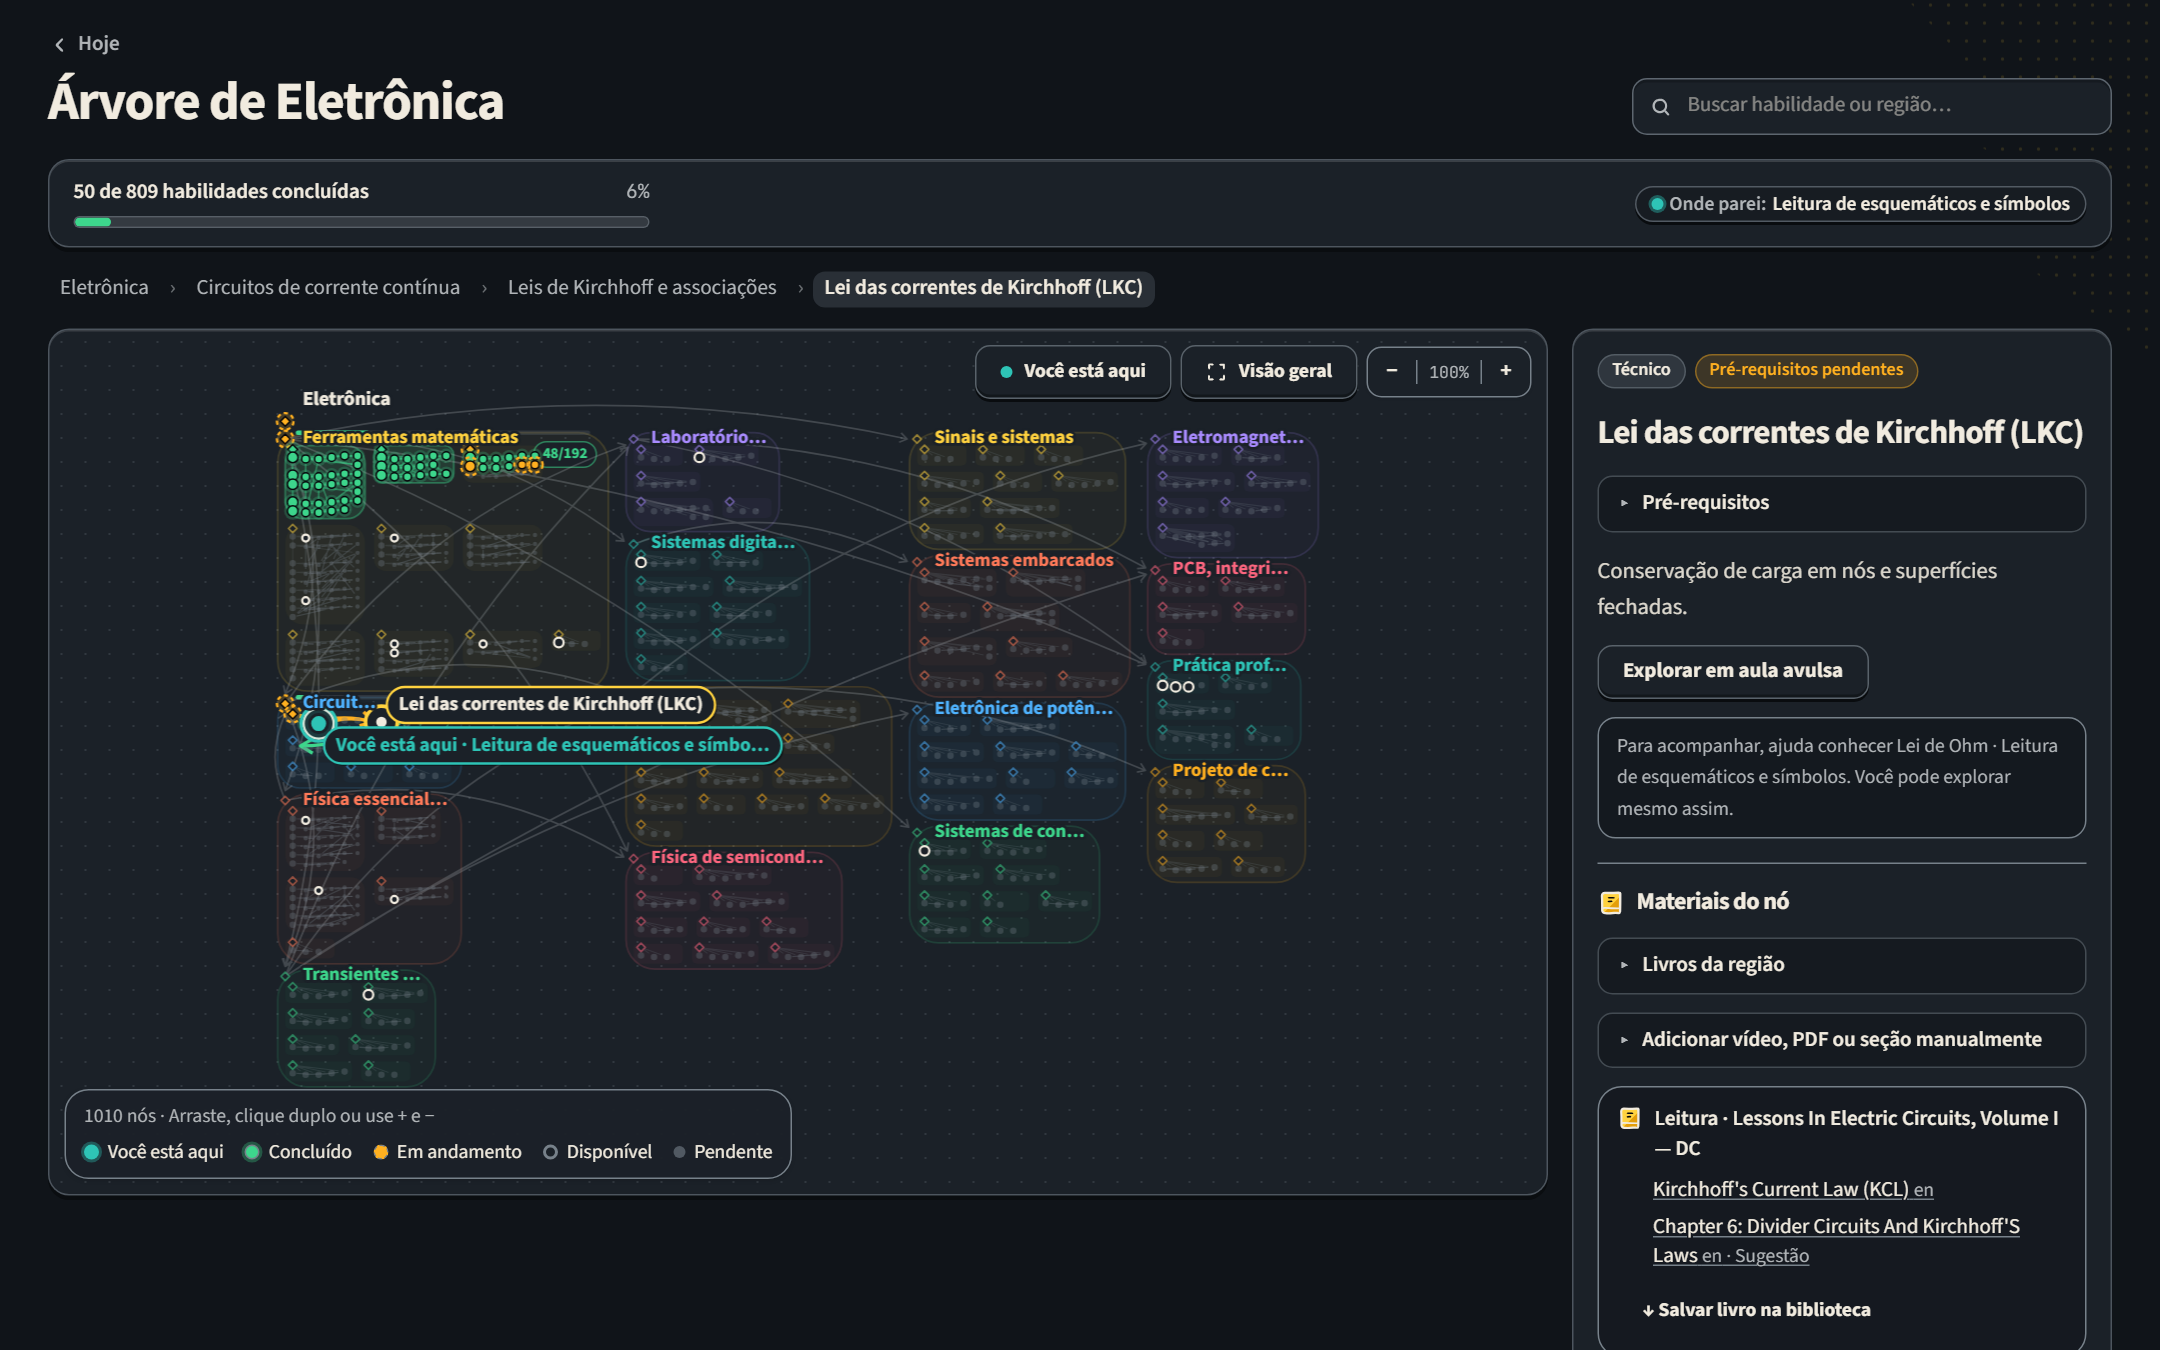 Hoje
Árvore de Eletrônica
Buscar habilidade ou região…
50 de 809 habilidades concluídas
6%
Onde parei: Leitura de esquemáticos e símbolos
Eletrônica › Circuitos de corrente contínua › Leis de Kirchhoff e associações › Lei das correntes de Kirchhoff (LKC)
Você está aqui
Visão geral
− 100% +
Eletrônica
Ferramentas matemáticas
48/192
Laboratório…
Sinais e sistemas
Eletromagnet…
Sistemas digita…
Sistemas embarcados
PCB, integri…
Prática prof…
Circuit…
Lei das correntes de Kirchhoff (LKC)
Eletrônica de potên…
Você está aqui · Leitura de esquemáticos e símbo…
Projeto de c…
Física essencial…
Sistemas de con…
Física de semicond…
Transientes …
1010 nós · Arraste, clique duplo ou use + e −
Você está aqui
Concluído
Em andamento
Disponível
Pendente
Técnico
Pré-requisitos pendentes
Lei das correntes de Kirchhoff (LKC)
▸ Pré-requisitos
Conservação de carga em nós e superfícies
fechadas.
Explorar em aula avulsa
Para acompanhar, ajuda conhecer Lei de Ohm · Leitura
de esquemáticos e símbolos. Você pode explorar
mesmo assim.
Materiais do nó
▸ Livros da região
▸ Adicionar vídeo, PDF ou seção manualmente
Leitura · Lessons In Electric Circuits, Volume I
— DC
Kirchhoff's Current Law (KCL) en
Chapter 6: Divider Circuits And Kirchhoff'S
Laws en · Sugestão
↓ Salvar livro na biblioteca